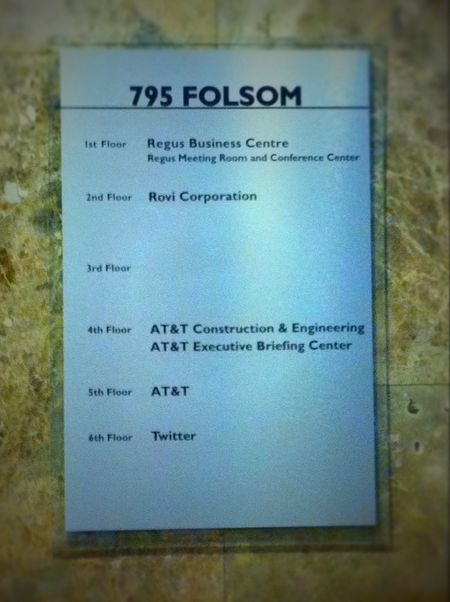 795 FOLSOM
1st Floor Regus Business Centre
Regus Meeting Room and Conference Center
2nd Floor Rovi Corporation
3rd Floor
4th Floor AT&T Construction & Engineering
AT&T Executive Briefing Center
5th Floor AT&T
6th Floor Twitter